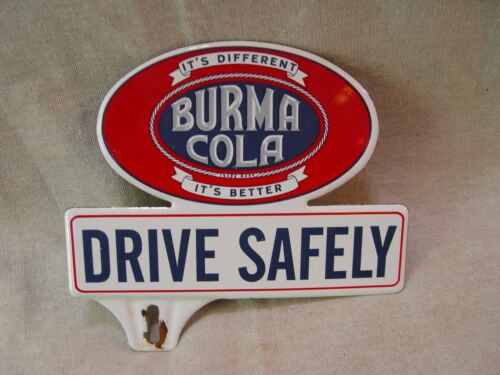 IT'S DIFFERENT
BURMA
COLA
IT'S BETTER
DRIVE SAFELY